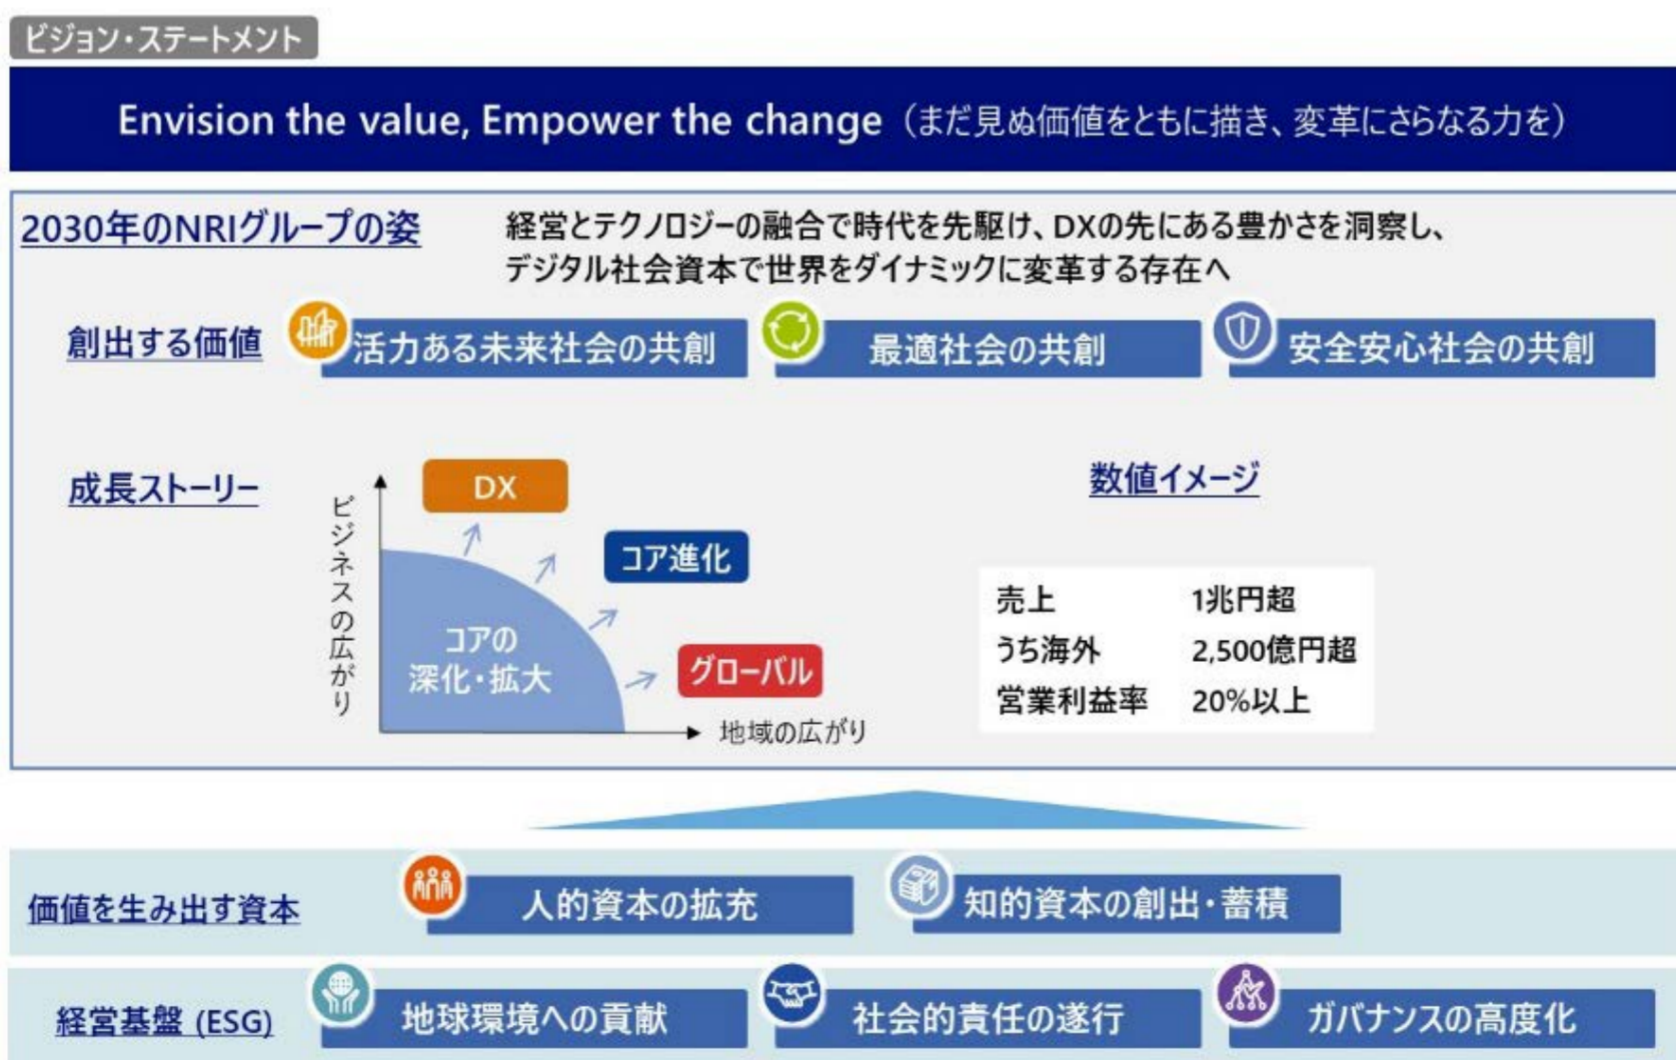 ビジョン・ステートメント
Envision the value, Empower the change（まだ見ぬ価値をともに描き、変革にさらなる力を）
2030年のNRIグループの姿
経営とテクノロジーの融合で時代を先駆け、DXの先にある豊かさを洞察し、
デジタル社会資本で世界をダイナミックに変革する存在へ
創出する価値
活力ある未来社会の共創
最適社会の共創
安全安心社会の共創
成長ストーリー
ビジネスの広がり
DX
コア進化
グローバル
コアの
深化・拡大
地域の広がり
数値イメージ
売上 1兆円超
うち海外 2,500億円超
営業利益率 20%以上
価値を生み出す資本
人的資本の拡充
知的資本の創出・蓄積
経営基盤 (ESG)
地球環境への貢献
社会的責任の遂行
ガバナンスの高度化